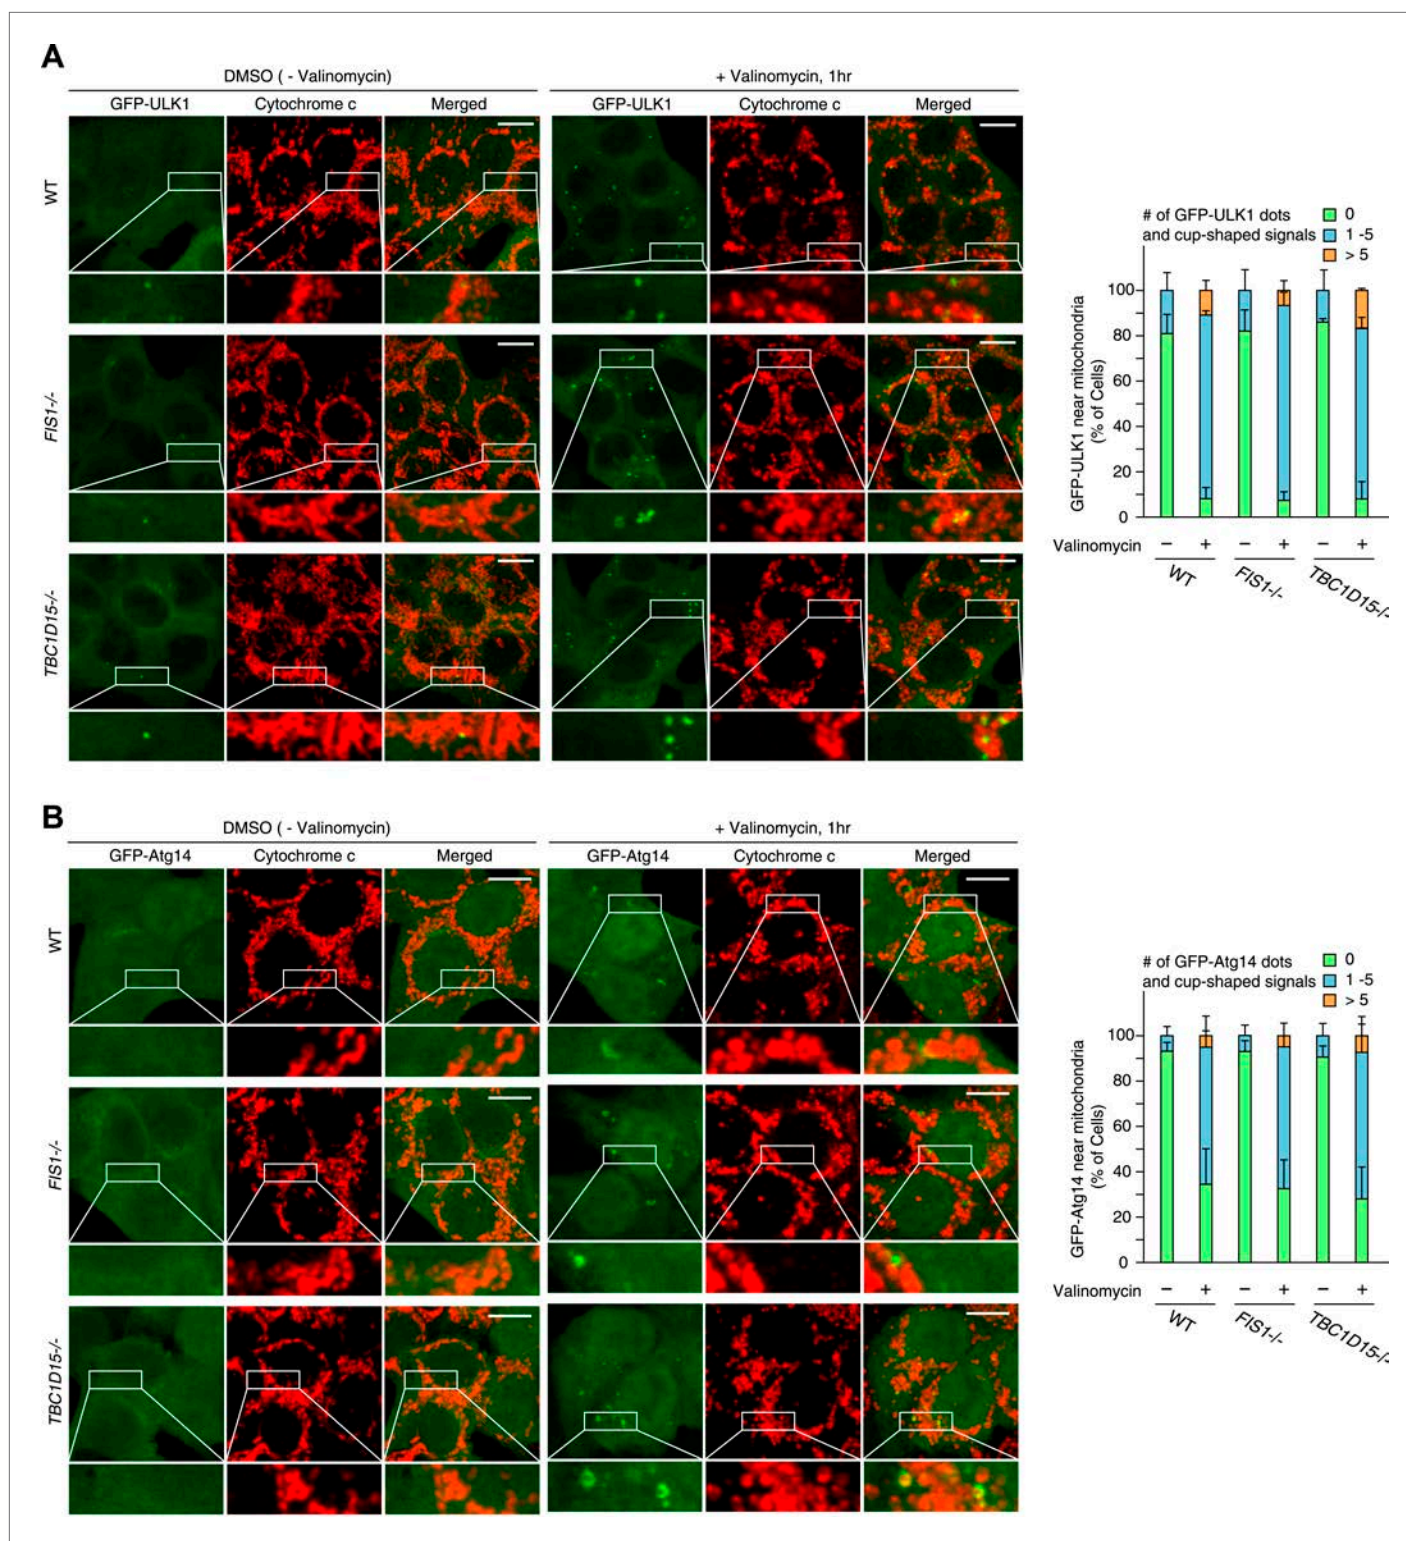 A
DMSO ( - Valinomycin)
+ Valinomycin, 1hr
GFP-ULK1 Cytochrome c Merged GFP-ULK1 Cytochrome c Merged
WT
FIS1-/-
TBC1D15-/-
# of GFP-ULK1 dots
and cup-shaped signals
0
1 -5
> 5
GFP-ULK1 near mitochondria
(% of Cells)
100
80
60
40
20
0
Valinomycin − + − + − +
WT FIS1-/- TBC1D15-/-
B
DMSO ( - Valinomycin)
+ Valinomycin, 1hr
GFP-Atg14 Cytochrome c Merged GFP-Atg14 Cytochrome c Merged
WT
FIS1-/-
TBC1D15-/-
# of GFP-Atg14 dots
and cup-shaped signals
0
1 -5
> 5
GFP-Atg14 near mitochondria
(% of Cells)
100
80
60
40
20
0
Valinomycin − + − + − +
WT FIS1-/- TBC1D15-/-